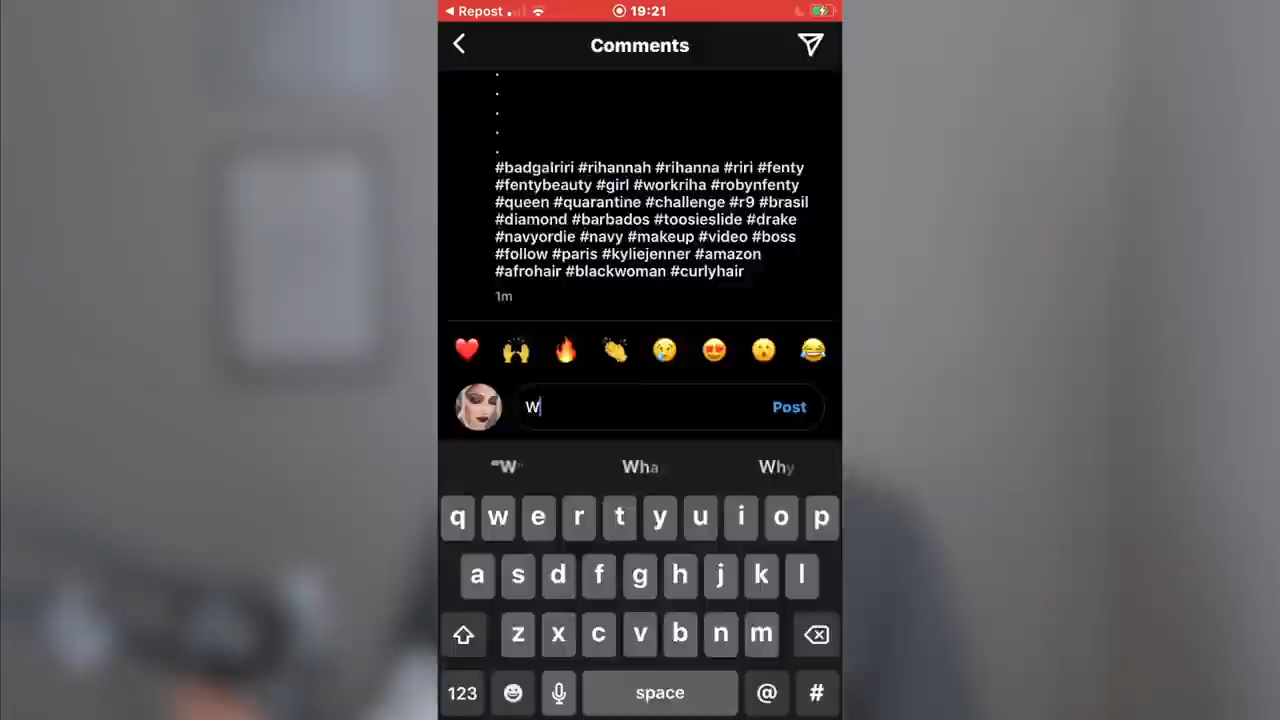 ◀ Repost 19:21
Comments
.
.
.
.
.
#badgalriri #rihannah #rihanna #riri #fenty
#fentybeauty #girl #workriha #robynfenty
#queen #quarantine #challenge #r9 #brasil
#diamond #barbados #toosieslide #drake
#navyordie #navy #makeup #video #boss
#follow #paris #kyliejenner #amazon
#afrohair #blackwoman #curlyhair
1m
W Post
"W" Wha Why
q w e r t y u i o p
a s d f g h j k l
z x c v b n m
123 space @ #